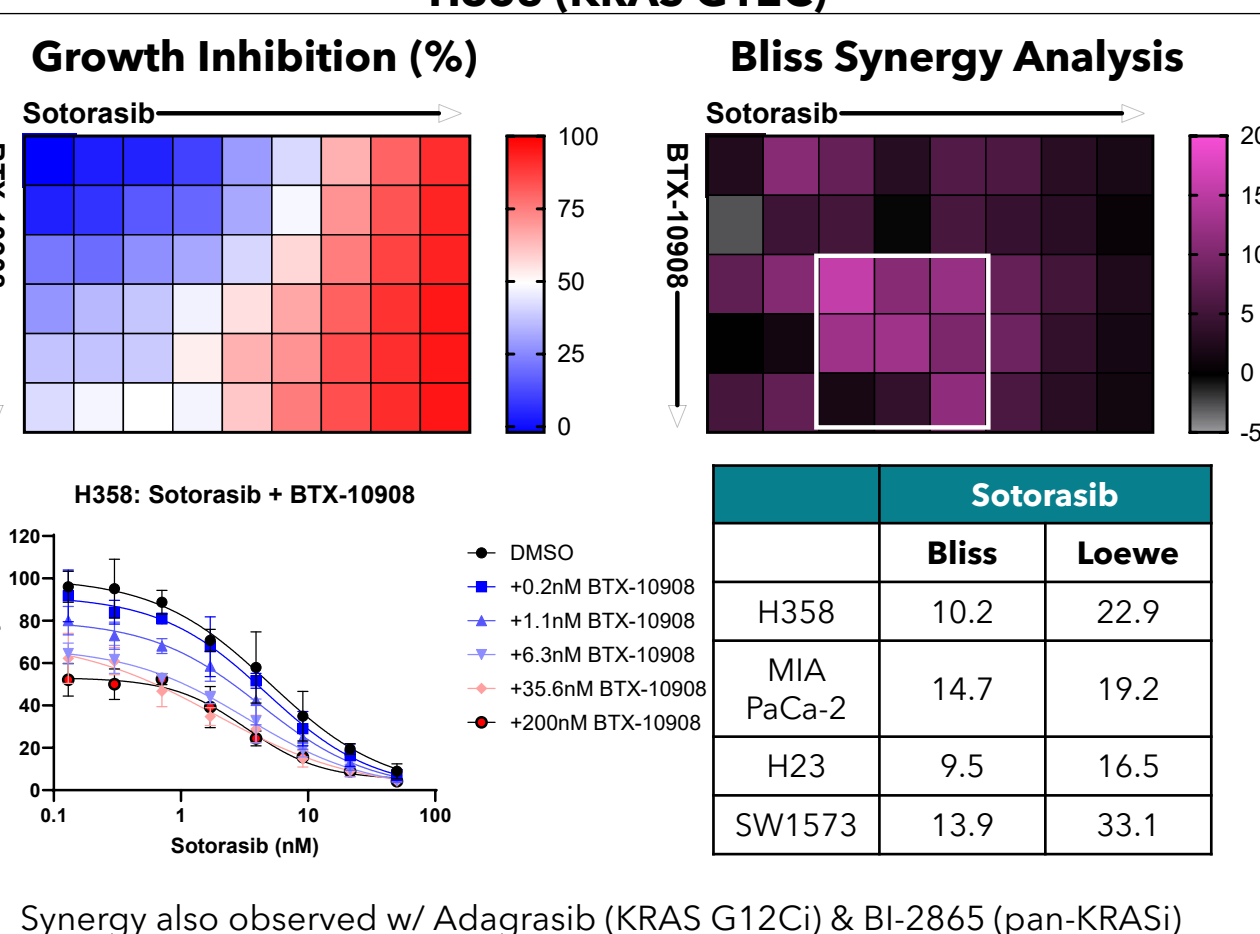 Growth Inhibition (%)
Bliss Synergy Analysis
Sotorasib
Sotorasib
BTX-10908
100
75
50
25
0
15
10
5
0
-5
H358: Sotorasib + BTX-10908
120
100
80
60
40
20
0
0.1
1
10
100
Sotorasib (nM)
DMSO
+0.2nM BTX-10908
+1.1nM BTX-10908
+6.3nM BTX-10908
+35.6nM BTX-10908
+200nM BTX-10908
Sotorasib
Bliss Loewe
H358 10.2 22.9
MIA
PaCa-2 14.7 19.2
H23 9.5 16.5
SW1573 13.9 33.1
Synergy also observed w/ Adagrasib (KRAS G12Ci) & BI-2865 (pan-KRASi)